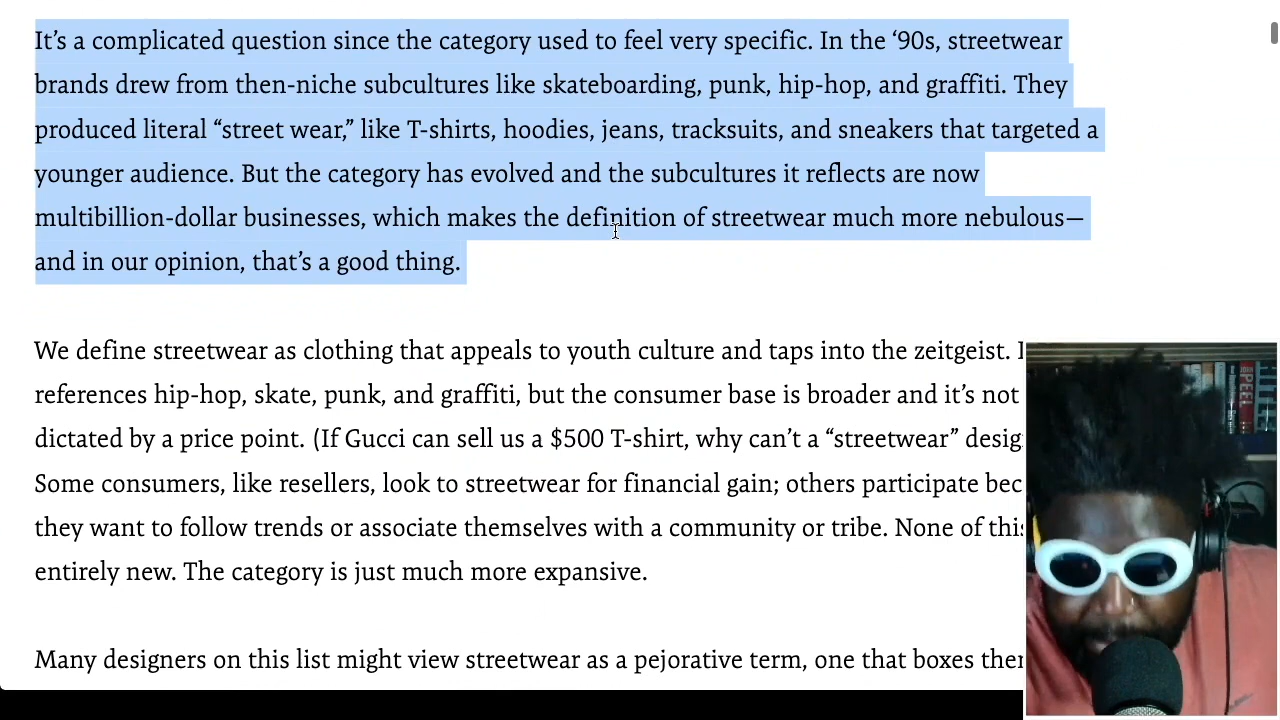 It’s a complicated question since the category used to feel very specific. In the ‘90s, streetwear
brands drew from then-niche subcultures like skateboarding, punk, hip-hop, and graffiti. They
produced literal “street wear,” like T-shirts, hoodies, jeans, tracksuits, and sneakers that targeted a
younger audience. But the category has evolved and the subcultures it reflects are now
multibillion-dollar businesses, which makes the definition of streetwear much more nebulous—
and in our opinion, that’s a good thing.
We define streetwear as clothing that appeals to youth culture and taps into the zeitgeist.
references hip-hop, skate, punk, and graffiti, but the consumer base is broader and it’s not
dictated by a price point. (If Gucci can sell us a $500 T-shirt, why can’t a “streetwear”
Some consumers, like resellers, look to streetwear for financial gain; others participate
they want to follow trends or associate themselves with a community or tribe. None of
entirely new. The category is just much more expansive.
Many designers on this list might view streetwear as a pejorative term, one that boxes